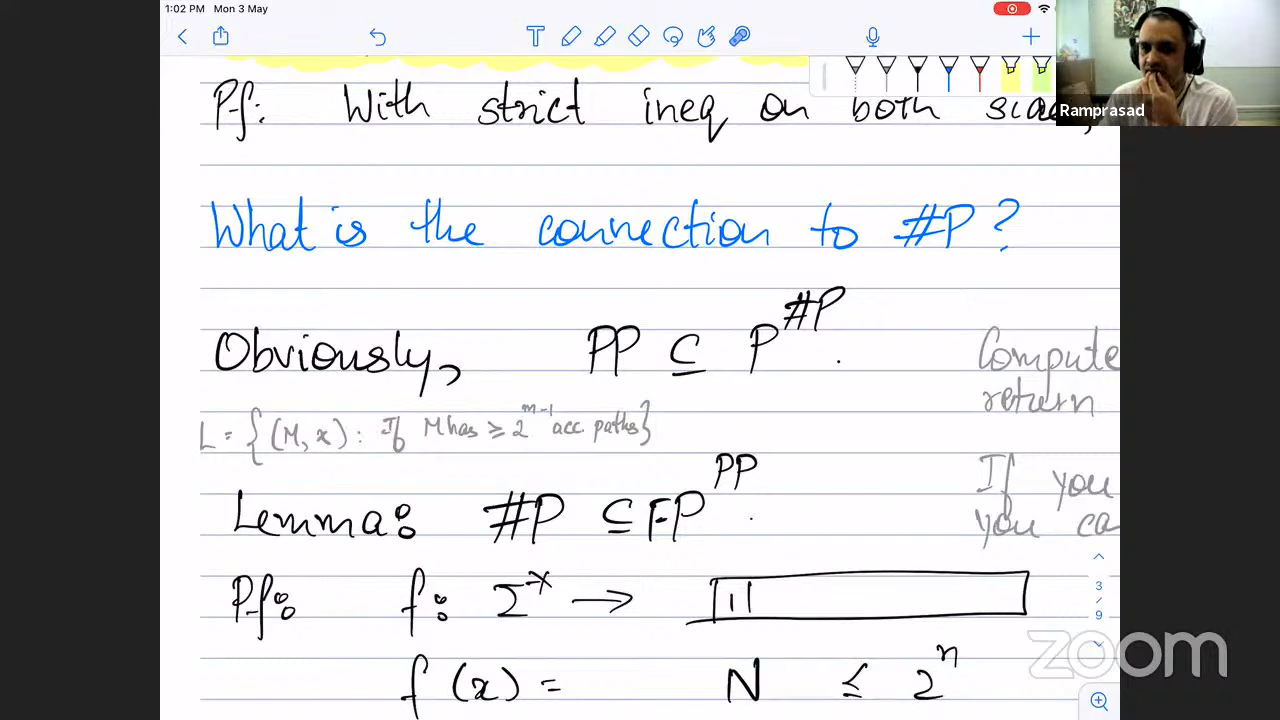 1:02 PM Mon 3 May
Ramprasad
Pf: With strict ineq on both
What is the connection to #P?
Obviously, PP ⊆ P^#P.
Compute
return
L = {(M, x): If M has ≥ 2^{m-1} acc. paths}
Lemma: #P ⊆ FP^PP.
If you
you ca
Pf: f: Σ* →
3
9
f(x) = N ≤ 2^n
zoom